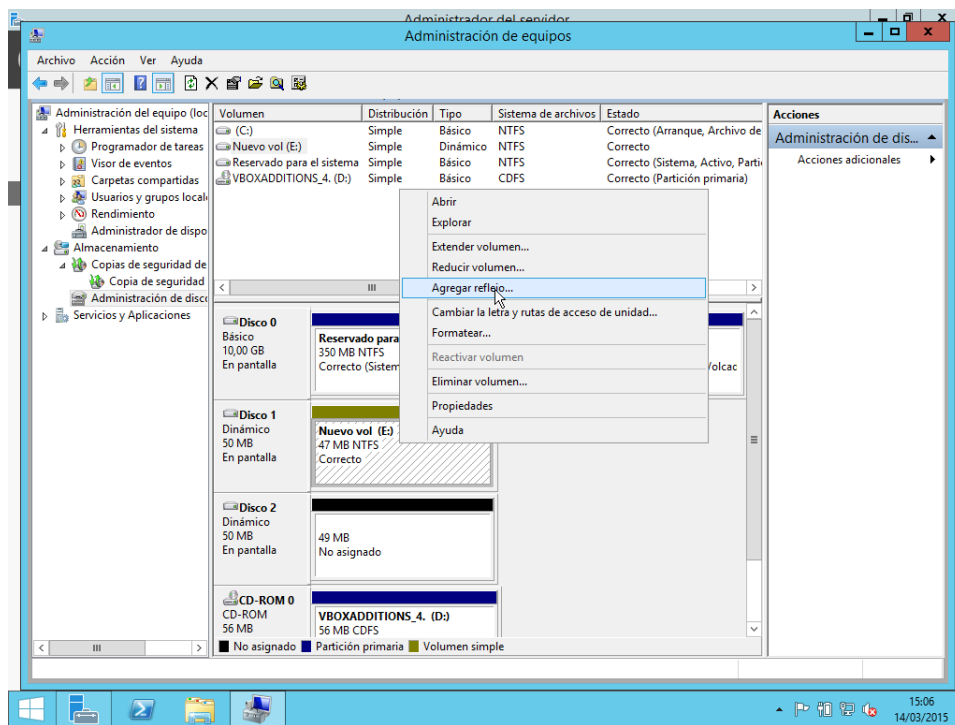 Administrador del servidor
Administración de equipos
Archivo Acción Ver Ayuda
Administración del equipo (loc
Herramientas del sistema
Programador de tareas
Visor de eventos
Carpetas compartidas
Usuarios y grupos locale
Rendimiento
Administrador de dispo
Almacenamiento
Copias de seguridad de
Copia de seguridad
Administración de disco
Servicios y Aplicaciones
Volumen Distribución Tipo Sistema de archivos Estado
(C:) Simple Básico NTFS Correcto (Arranque, Archivo de
Nuevo vol (E:) Simple Dinámico NTFS Correcto
Reservado para el sistema Simple Básico NTFS Correcto (Sistema, Activo, Parti
VBOXADDITIONS_4. (D:) Simple Básico CDFS Correcto (Partición primaria)
Abrir
Explorar
Extender volumen...
Reducir volumen...
Agregar reflejo...
Cambiar la letra y rutas de acceso de unidad...
Formatear...
Reactivar volumen
Eliminar volumen...
Propiedades
Ayuda
Disco 0
Básico
10,00 GB
En pantalla
Reservado para
350 MB NTFS
Correcto (Sistem
Volcac
Disco 1
Dinámico
50 MB
En pantalla
Nuevo vol (E:)
47 MB NTFS
Correcto
Disco 2
Dinámico
50 MB
En pantalla
49 MB
No asignado
CD-ROM 0
CD-ROM
56 MB
VBOXADDITIONS_4. (D:)
56 MB CDFS
No asignado Partición primaria Volumen simple
Acciones
Administración de dis...
Acciones adicionales
15:06
14/03/2015